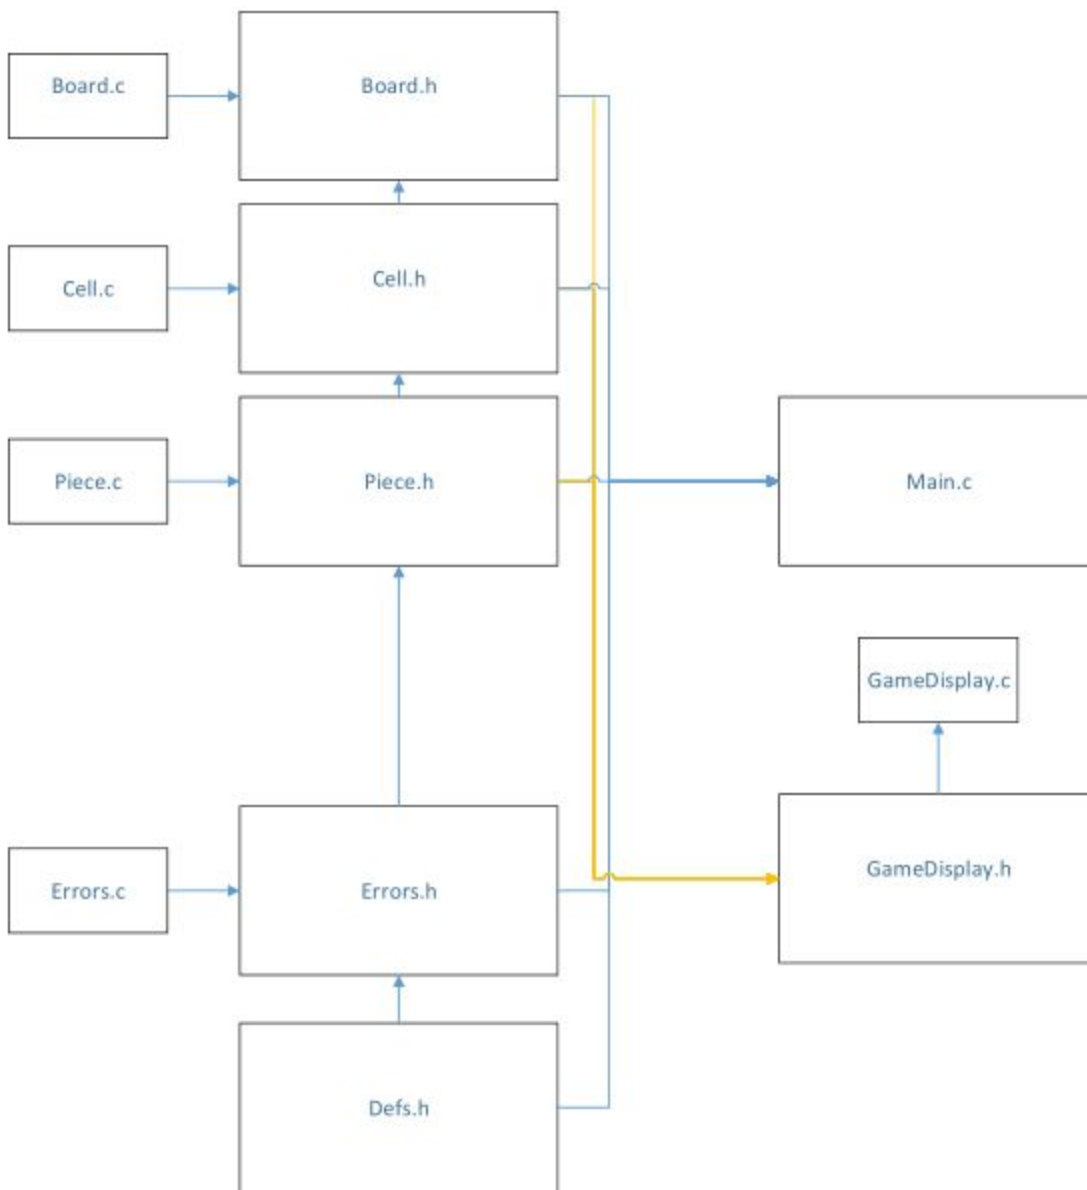 Board.c
Board.h
Cell.c
Cell.h
Piece.c
Piece.h
Main.c
GameDisplay.c
GameDisplay.h
Errors.c
Errors.h
Defs.h